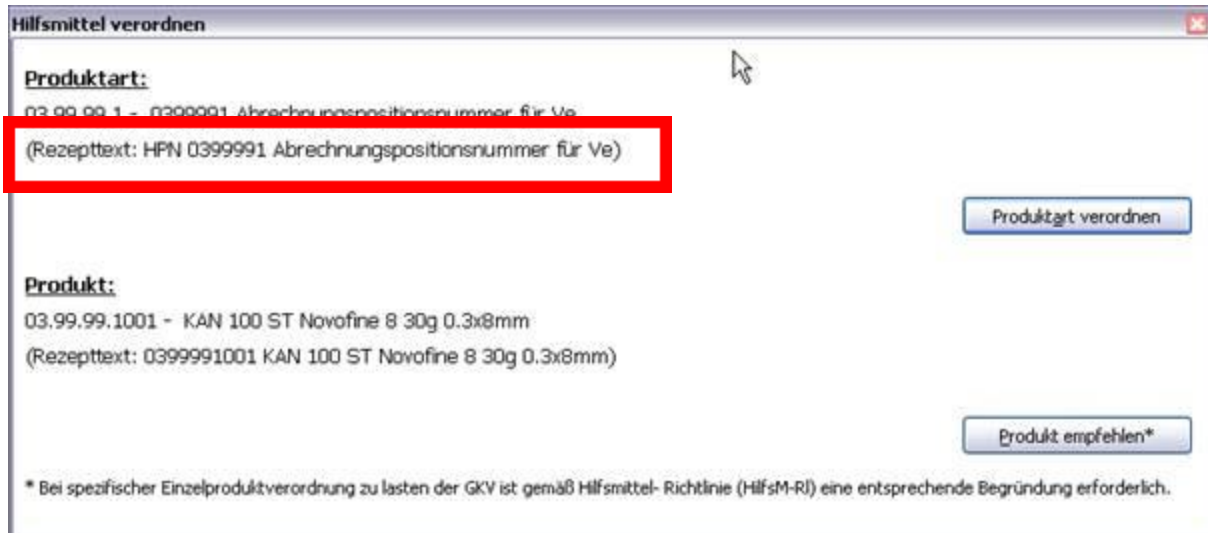 Hilfsmittel verordnen
Produktart:
03.99.99.1 - 0399991 Abrechnungspositionsnummer für Ve
(Rezepttext: HPN 0399991 Abrechnungspositionsnummer für Ve)
Produktart verordnen
Produkt:
03.99.99.1001 - KAN 100 ST Novofine 8 30g 0.3x8mm
(Rezepttext: 0399991001 KAN 100 ST Novofine 8 30g 0.3x8mm)
Produkt empfehlen*
* Bei spezifischer Einzelproduktverordnung zu lasten der GKV ist gemäß Hilfsmittel- Richtlinie (HilfsM-Rl) eine entsprechende Begründung erforderlich.